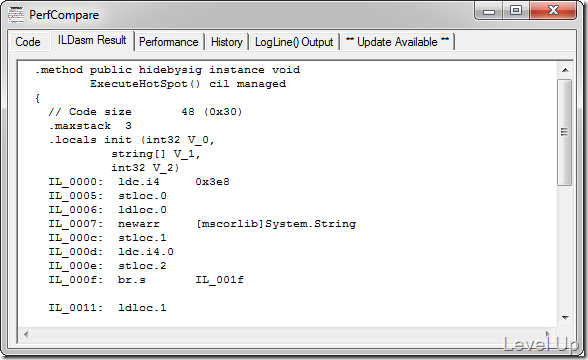 PerfCompare
Code ILDasm Result Performance History LogLine() Output ** Update Available **
.method public hidebysig instance void
        ExecuteHotSpot() cil managed
{
  // Code size       48 (0x30)
  .maxstack  3
  .locals init (int32 V_0,
           string[] V_1,
           int32 V_2)
  IL_0000:  ldc.i4     0x3e8
  IL_0005:  stloc.0
  IL_0006:  ldloc.0
  IL_0007:  newarr     [mscorlib]System.String
  IL_000c:  stloc.1
  IL_000d:  ldc.i4.0
  IL_000e:  stloc.2
  IL_000f:  br.s       IL_001f
  IL_0011:  ldloc.1
Level Up